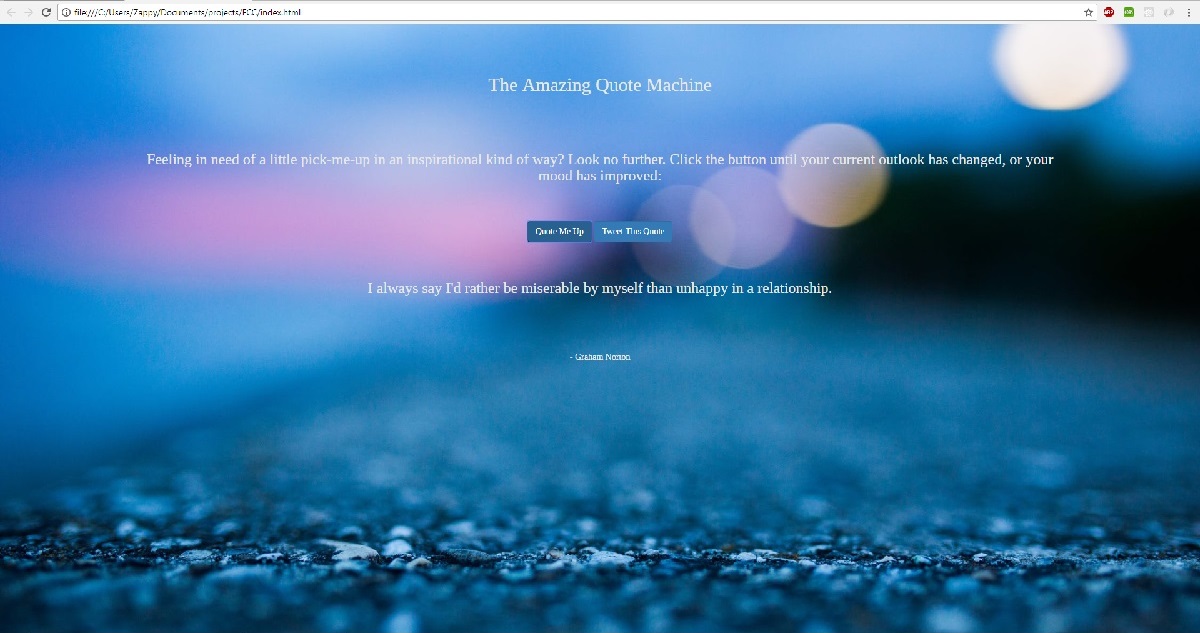 file:///C:/Users/Zappy/Documents/projects/FCC/index.html
The Amazing Quote Machine
Feeling in need of a little pick-me-up in an inspirational kind of way? Look no further. Click the button until your current outlook has changed, or your
mood has improved:
Quote Me Up Tweet This Quote
I always say I'd rather be miserable by myself than unhappy in a relationship.
- Graham Norton